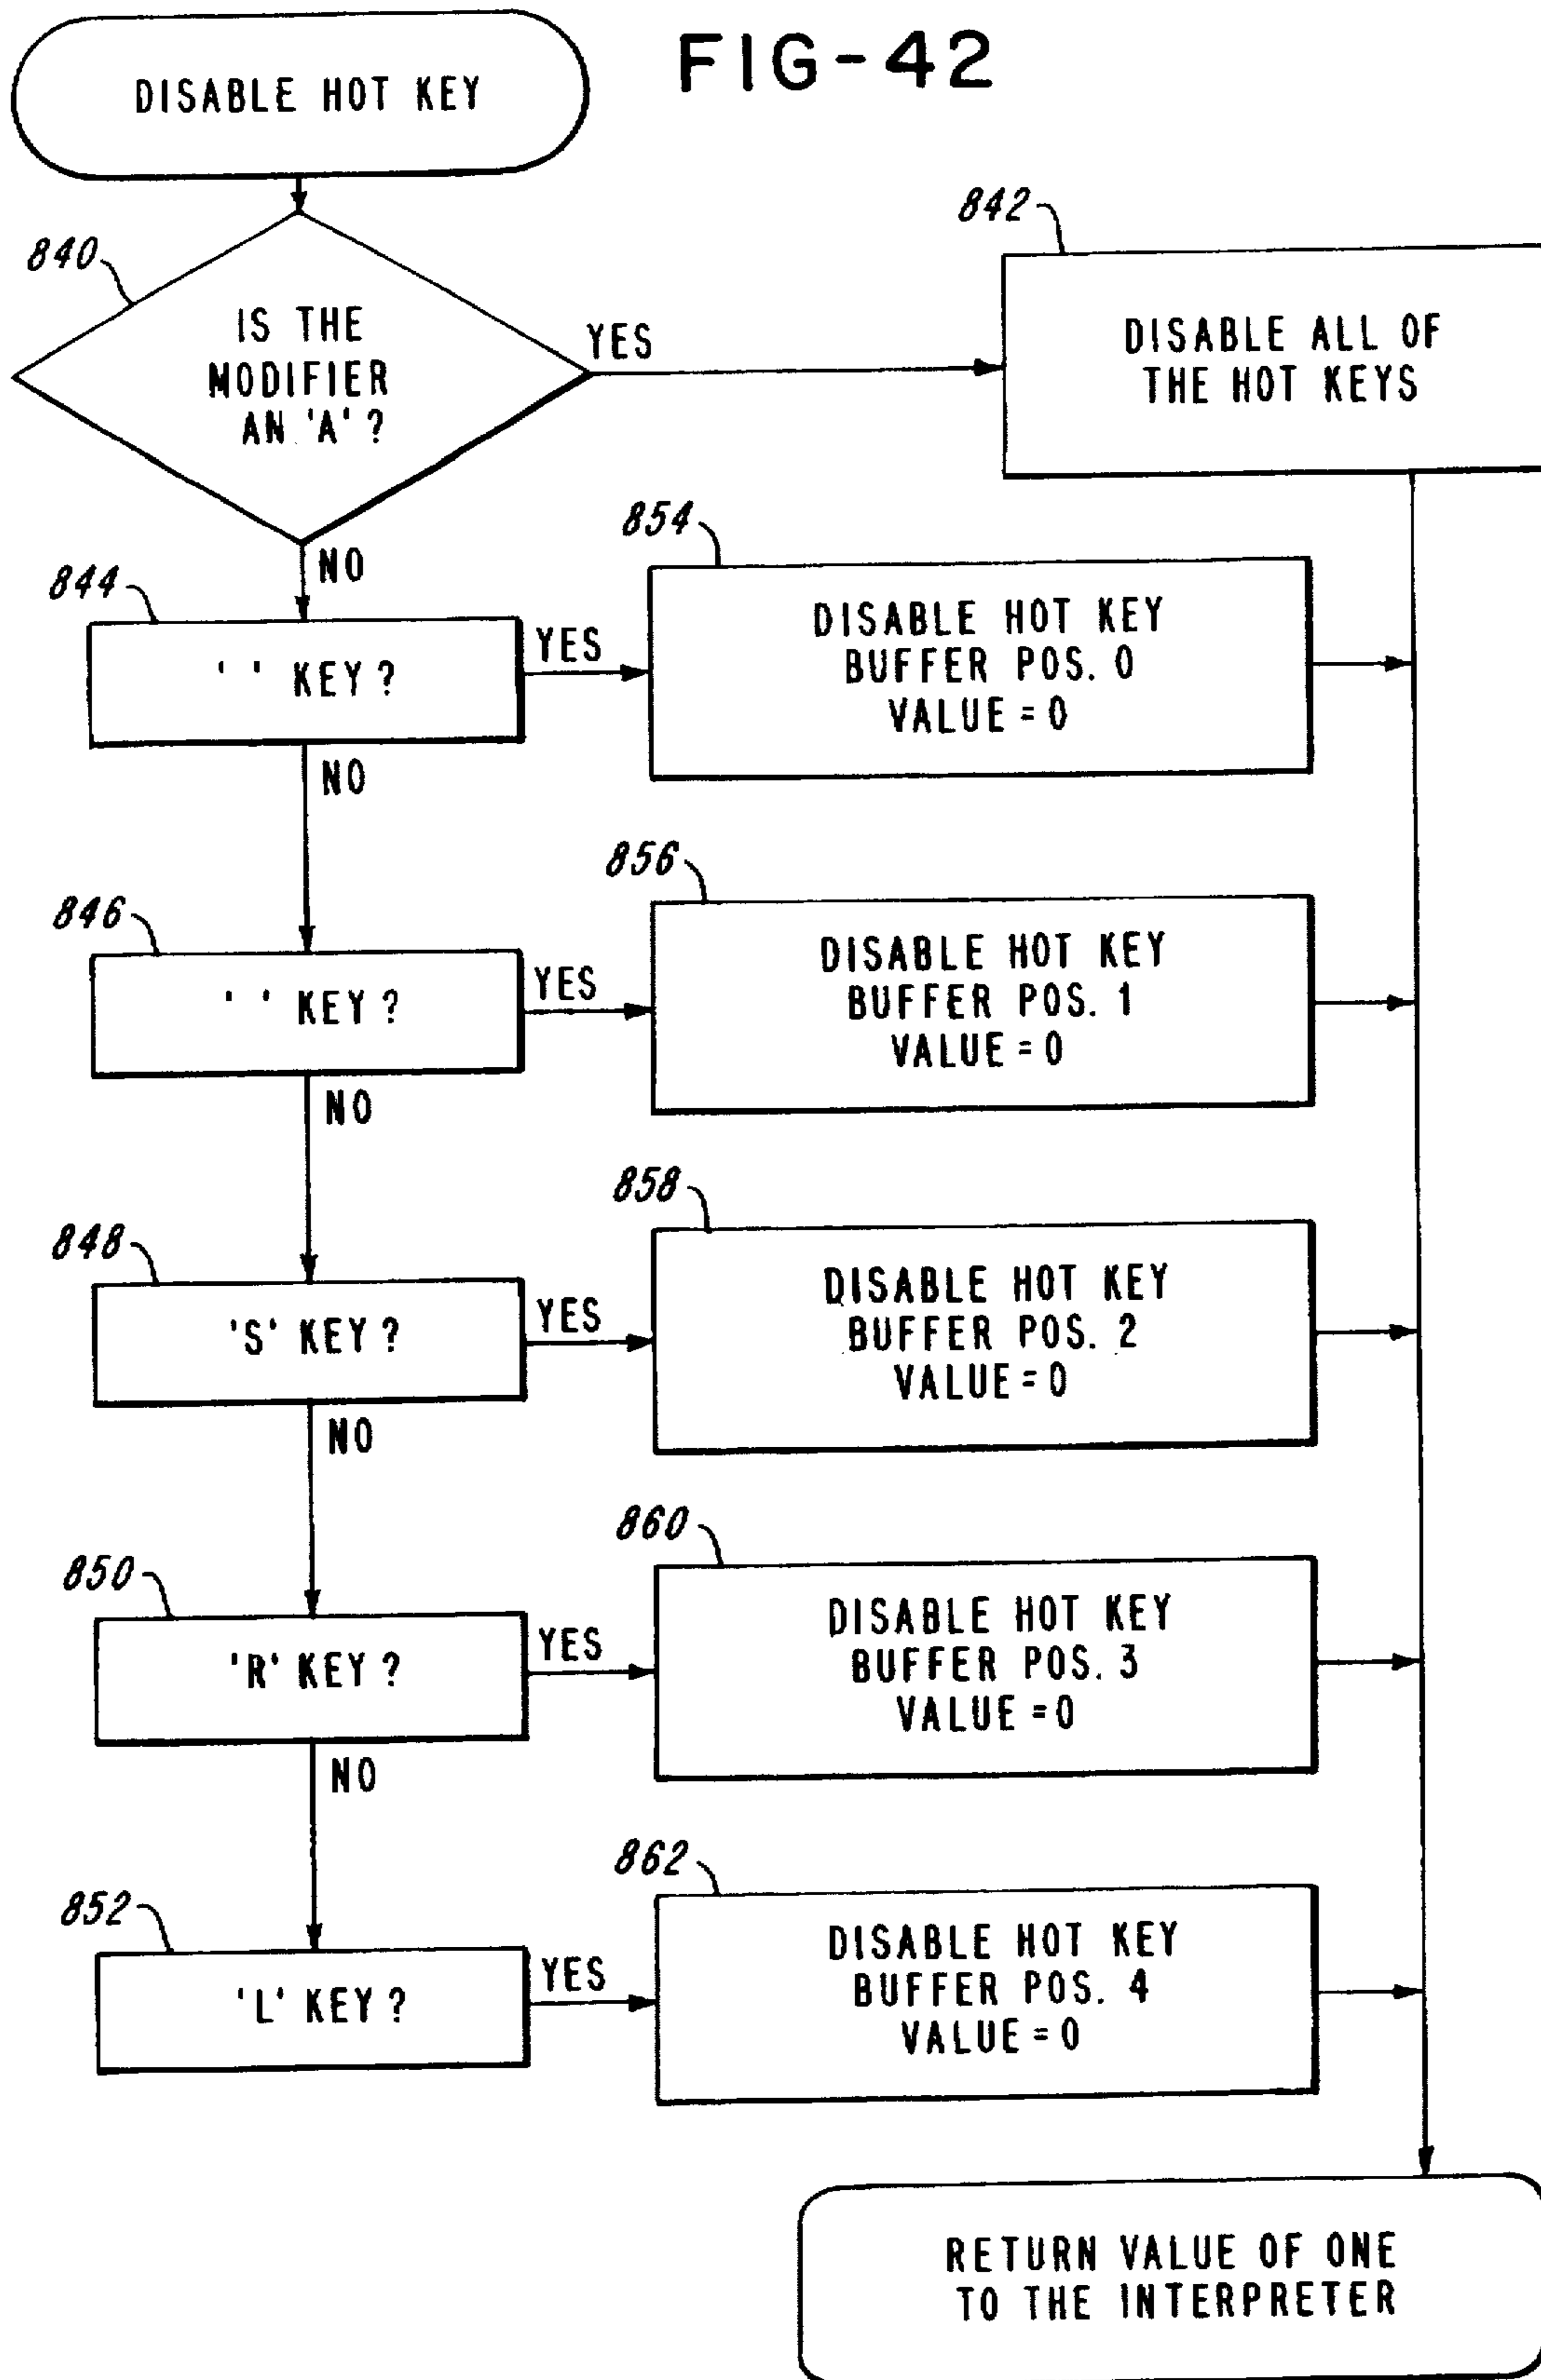 FIG-42
DISABLE HOT KEY
840
IS THE
MODIFIER
AN 'A'?
YES
842
DISABLE ALL OF
THE HOT KEYS
NO
844
' ' KEY?
YES
854
DISABLE HOT KEY
BUFFER POS. 0
VALUE = 0
NO
846
' ' KEY?
YES
856
DISABLE HOT KEY
BUFFER POS. 1
VALUE = 0
NO
848
'S' KEY?
YES
858
DISABLE HOT KEY
BUFFER POS. 2
VALUE = 0
NO
850
'R' KEY?
YES
860
DISABLE HOT KEY
BUFFER POS. 3
VALUE = 0
NO
852
'L' KEY?
YES
862
DISABLE HOT KEY
BUFFER POS. 4
VALUE = 0
RETURN VALUE OF ONE
TO THE INTERPRETER